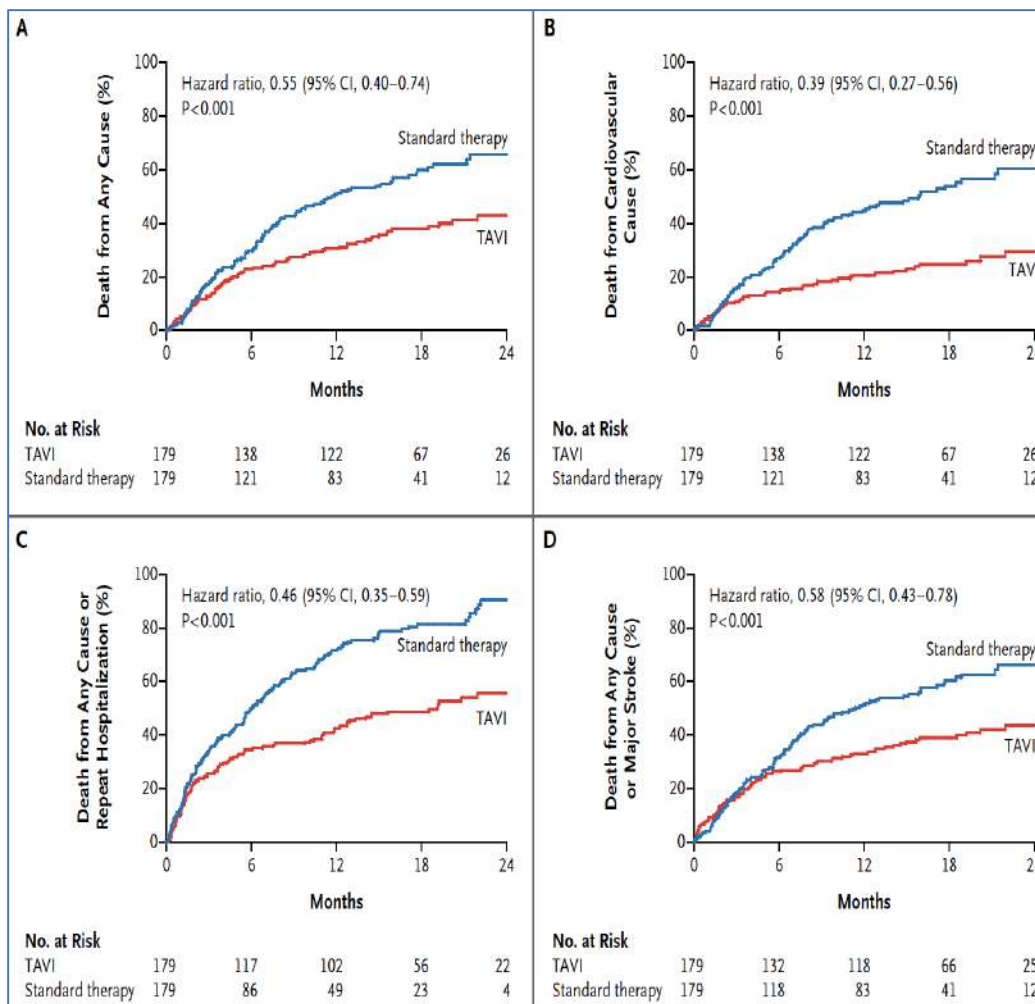 A
Death from Any Cause (%)
100
80
60
40
20
0
Hazard ratio, 0.55 (95% CI, 0.40–0.74)
P<0.001
Standard therapy
TAVI
0 6 12 18 24
Months
No. at Risk
TAVI 179 138 122 67 26
Standard therapy 179 121 83 41 12
B
Death from Cardiovascular
Cause (%)
100
80
60
40
20
0
Hazard ratio, 0.39 (95% CI, 0.27–0.56)
P<0.001
Standard therapy
TAVI
0 6 12 18 2
Months
No. at Risk
TAVI 179 138 122 67 26
Standard therapy 179 121 83 41 12
C
Death from Any Cause or
Repeat Hospitalization (%)
100
80
60
40
20
0
Hazard ratio, 0.46 (95% CI, 0.35–0.59)
P<0.001
Standard therapy
TAVI
0 6 12 18 24
Months
No. at Risk
TAVI 179 117 102 56 22
Standard therapy 179 86 49 23 4
D
Death from Any Cause
or Major Stroke (%)
100
80
60
40
20
0
Hazard ratio, 0.58 (95% CI, 0.43–0.78)
P<0.001
Standard therapy
TAVI
0 6 12 18 2
Months
No. at Risk
TAVI 179 132 118 66 25
Standard therapy 179 118 83 41 12